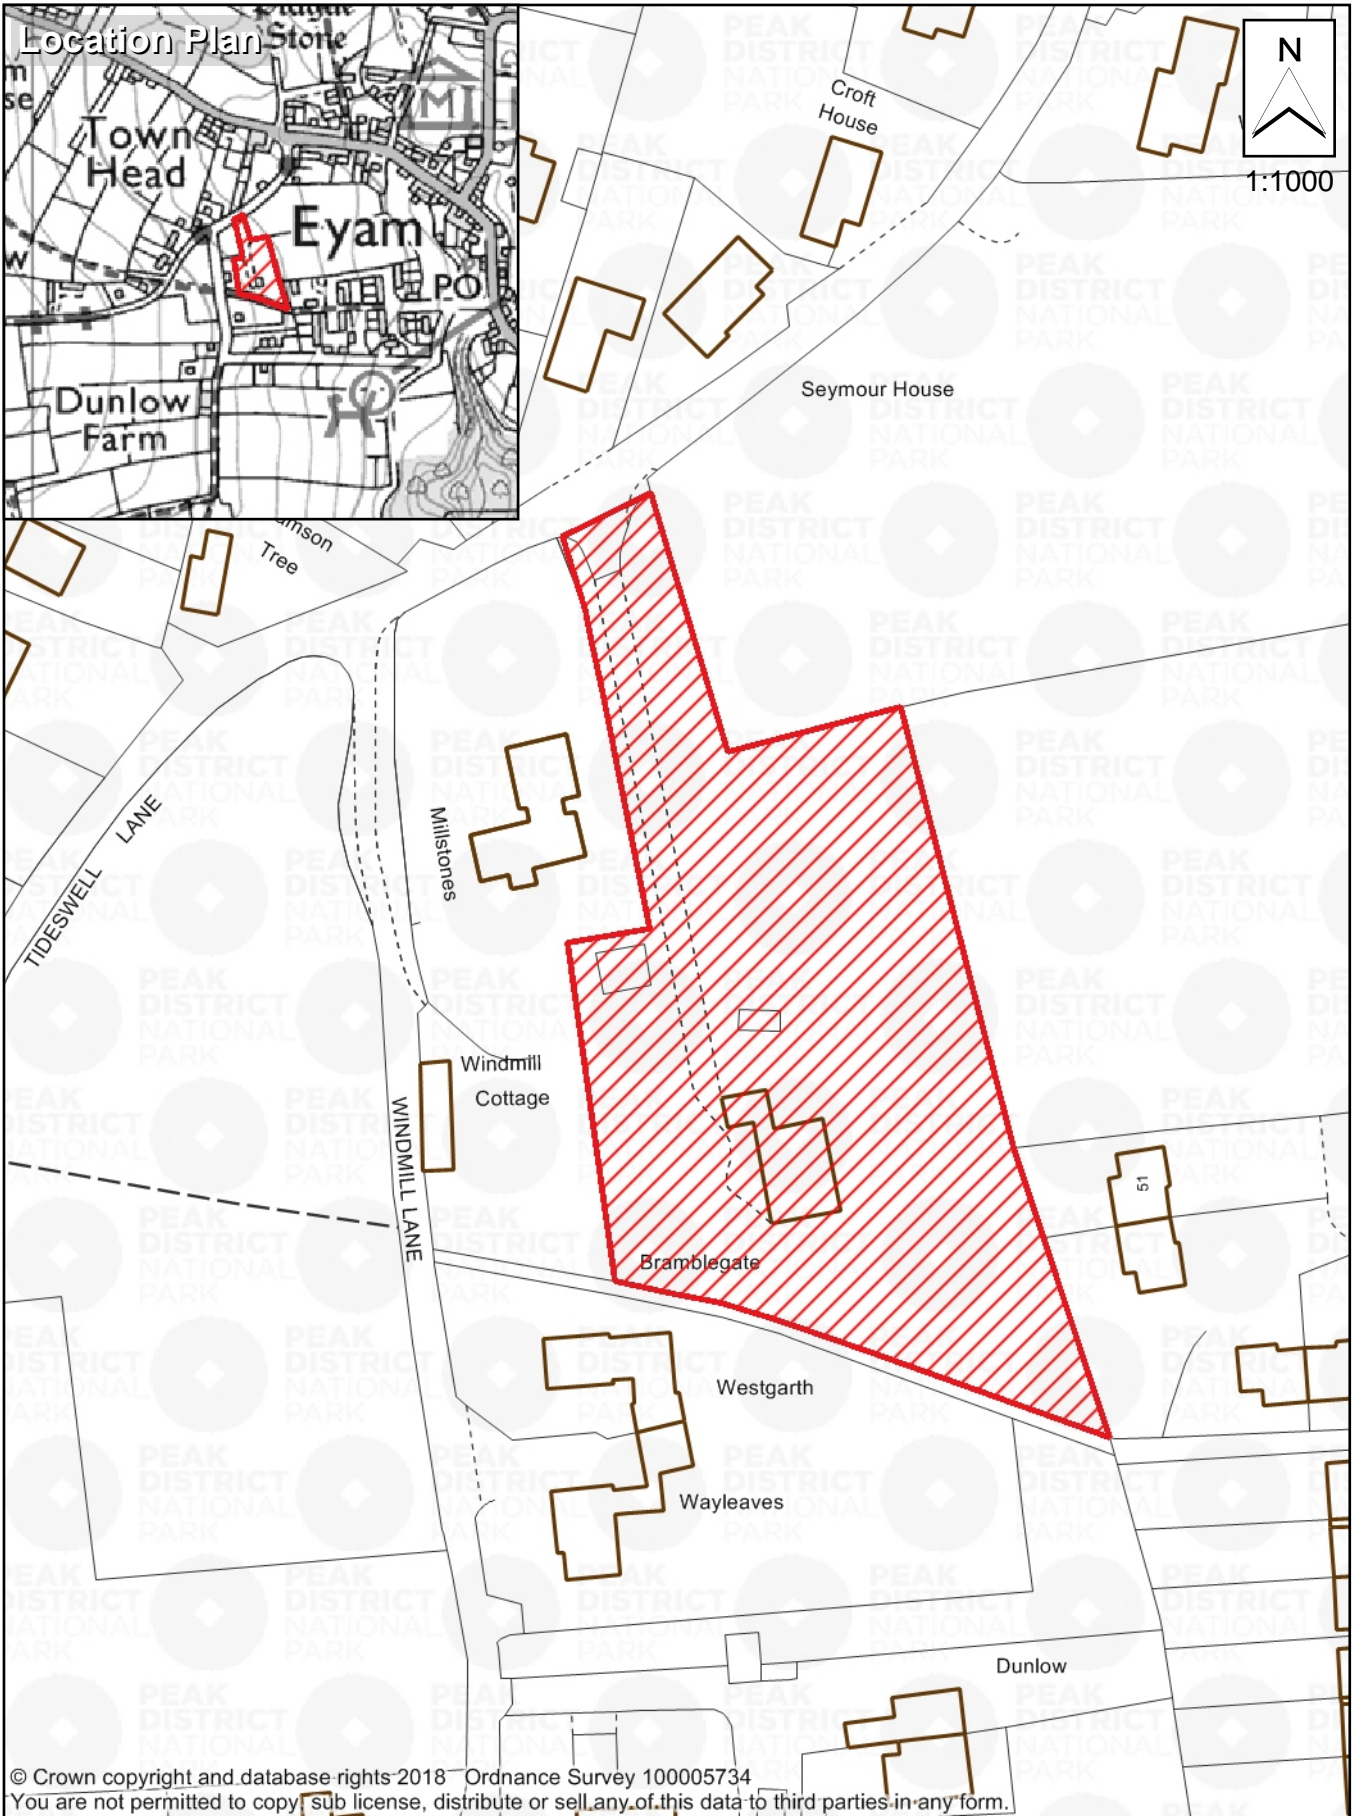 Location Plan
Stone
Town
Head
Eyam
PO
Dunlow
Farm
M
H
m
se
w
N
1:1000
Croft
House
Seymour House
Tree
Millstones
TIDESWELL LANE
Windmill
Cottage
WINDMILL LANE
51
Bramblegate
Westgarth
Wayleaves
Dunlow
PEAK
DISTRICT
NATIONAL
PARK
© Crown copyright and database rights 2018 Ordnance Survey 100005734
You are not permitted to copy, sub license, distribute or sell any of this data to third parties in any form.